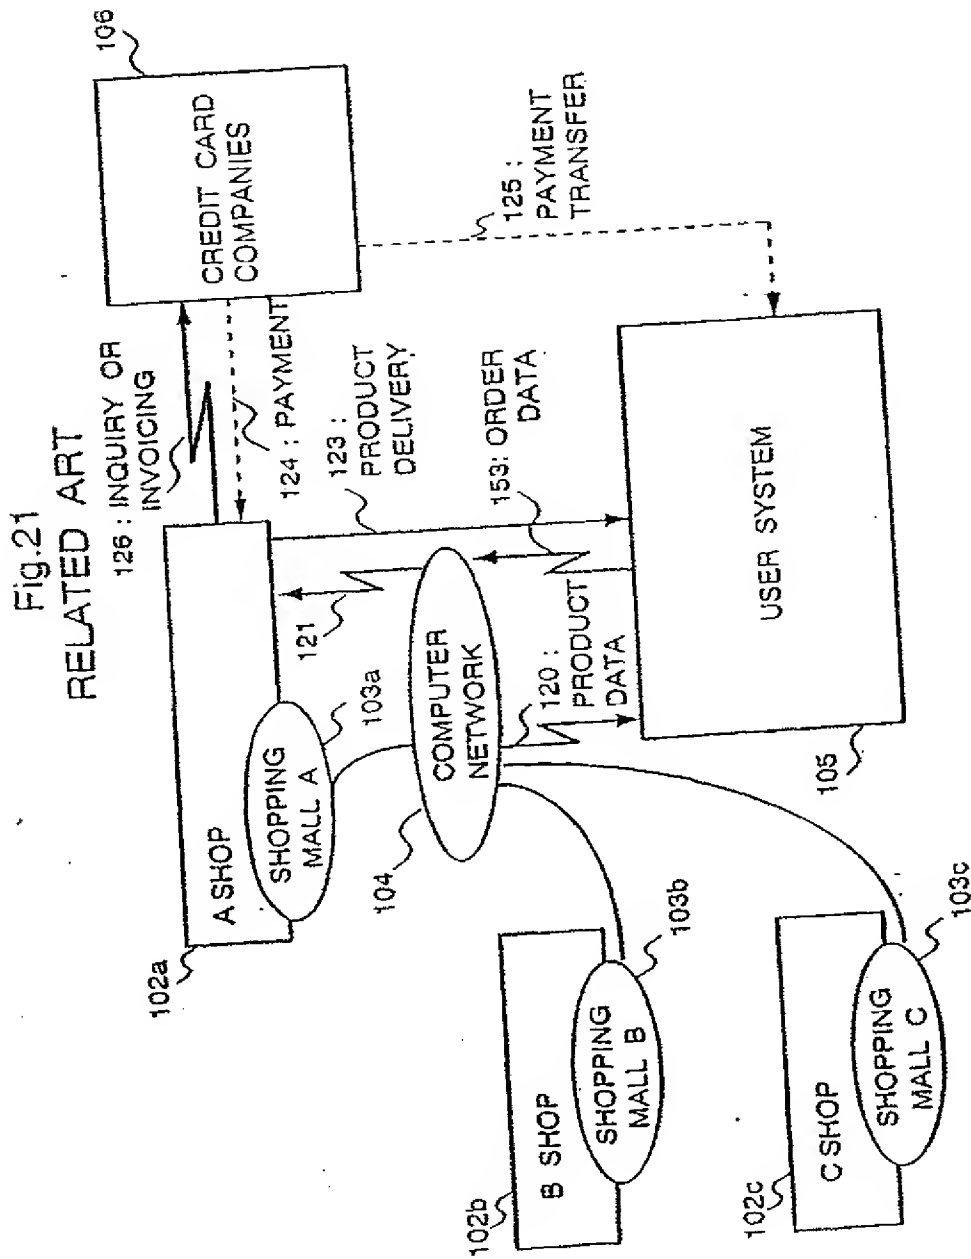 Fig.21
RELATED ART
106
CREDIT CARD
COMPANIES
126 : INQUIRY OR
INVOICING
124 : PAYMENT
125 :
PAYMENT
TRANSFER
102a
A SHOP
SHOPPING
MALL A
103a
121
123 :
PRODUCT
DELIVERY
104
COMPUTER
NETWORK
153: ORDER
DATA
120 :
PRODUCT
DATA
USER SYSTEM
105
102b
B SHOP
SHOPPING
MALL B
103b
102c
C SHOP
SHOPPING
MALL C
103c